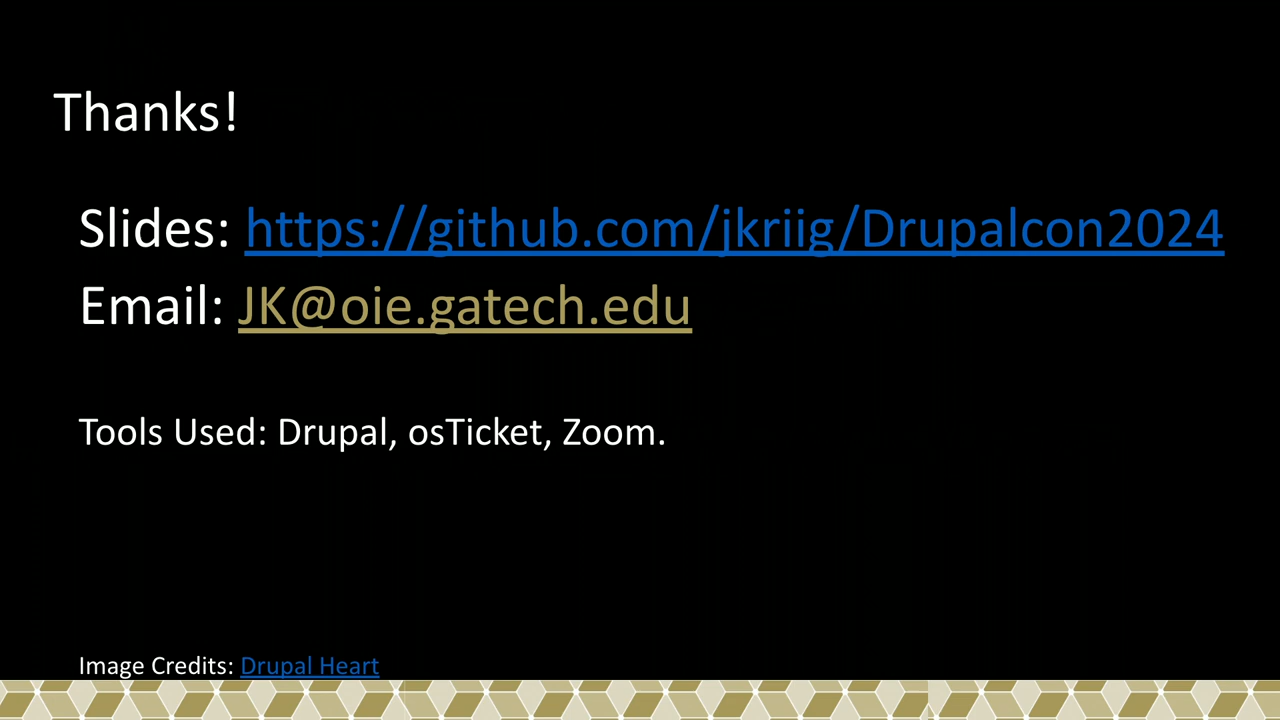 Thanks!
Slides: https://github.com/jkriig/Drupalcon2024
Email: JK@oie.gatech.edu
Tools Used: Drupal, osTicket, Zoom.
Image Credits: Drupal Heart